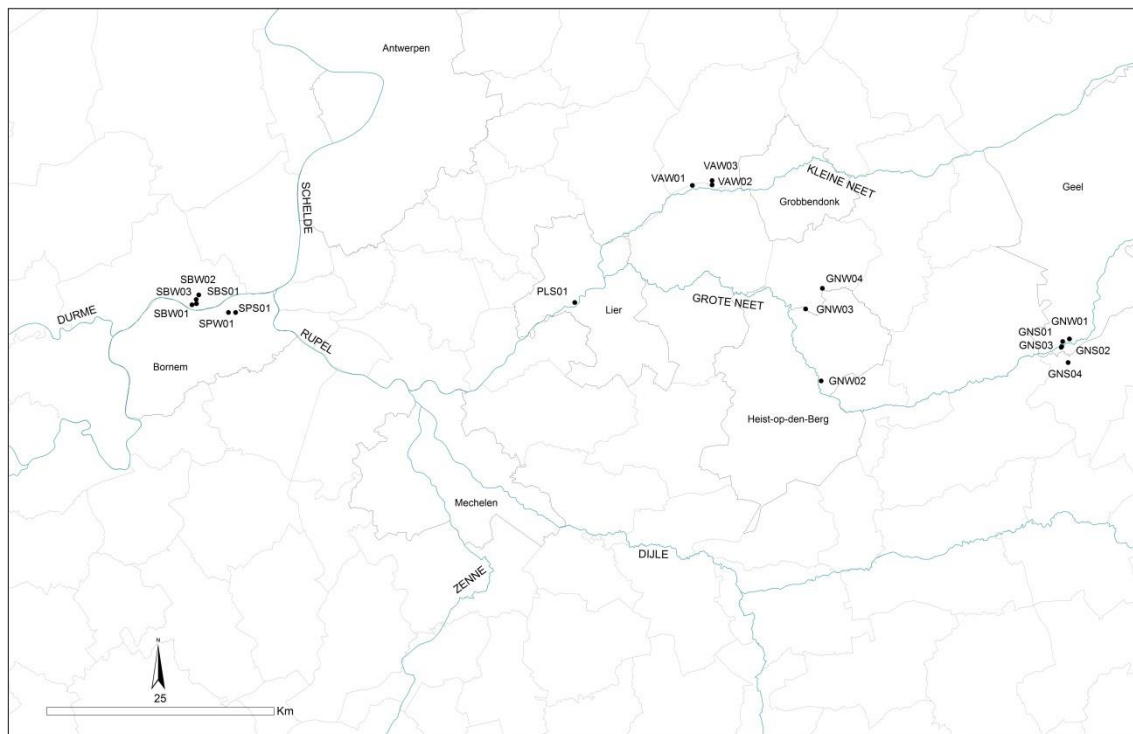 Antwerpen
SCHELDE
VAW03
VAW01
VAW02
KLEINE NEET
Grobbendonk
Geel
SBW02
SBW03
SBS01
SBW01
SPS01
SPW01
DURME
RUPEL
Bornem
PLS01
Lier
GROTE NEET
GNW04
GNW03
GNW01
GNS01
GNS03
GNS02
GNS04
GNW02
Heist-op-den-Berg
Mechelen
DIJLE
ZENNE
N
25
Km